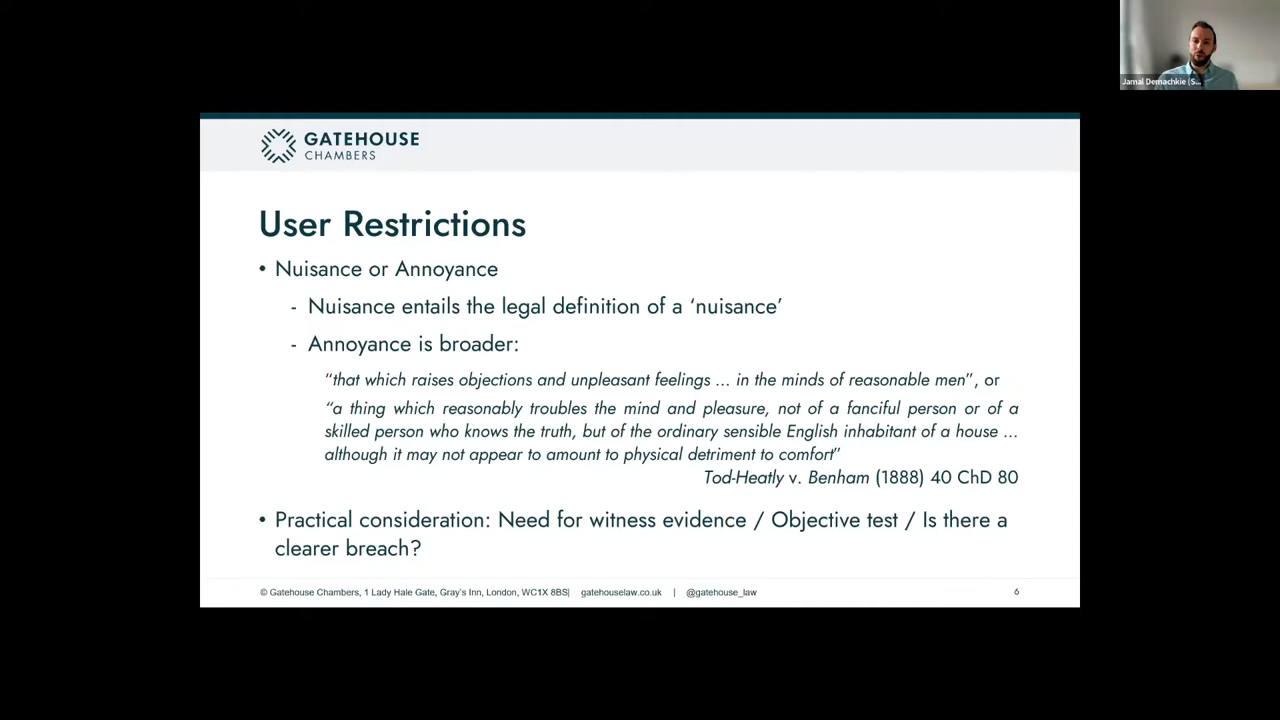 Jamal Demachkie (S...
GATEHOUSE
CHAMBERS
User Restrictions
• Nuisance or Annoyance
- Nuisance entails the legal definition of a ‘nuisance’
- Annoyance is broader:
“that which raises objections and unpleasant feelings ... in the minds of reasonable men”, or
“a thing which reasonably troubles the mind and pleasure, not of a fanciful person or of a
skilled person who knows the truth, but of the ordinary sensible English inhabitant of a house ...
although it may not appear to amount to physical detriment to comfort”
Tod-Heatly v. Benham (1888) 40 ChD 80
• Practical consideration: Need for witness evidence / Objective test / Is there a
clearer breach?
© Gatehouse Chambers, 1 Lady Hale Gate, Gray’s Inn, London, WC1X 8BS| gatehouselaw.co.uk | @gatehouse_law
6